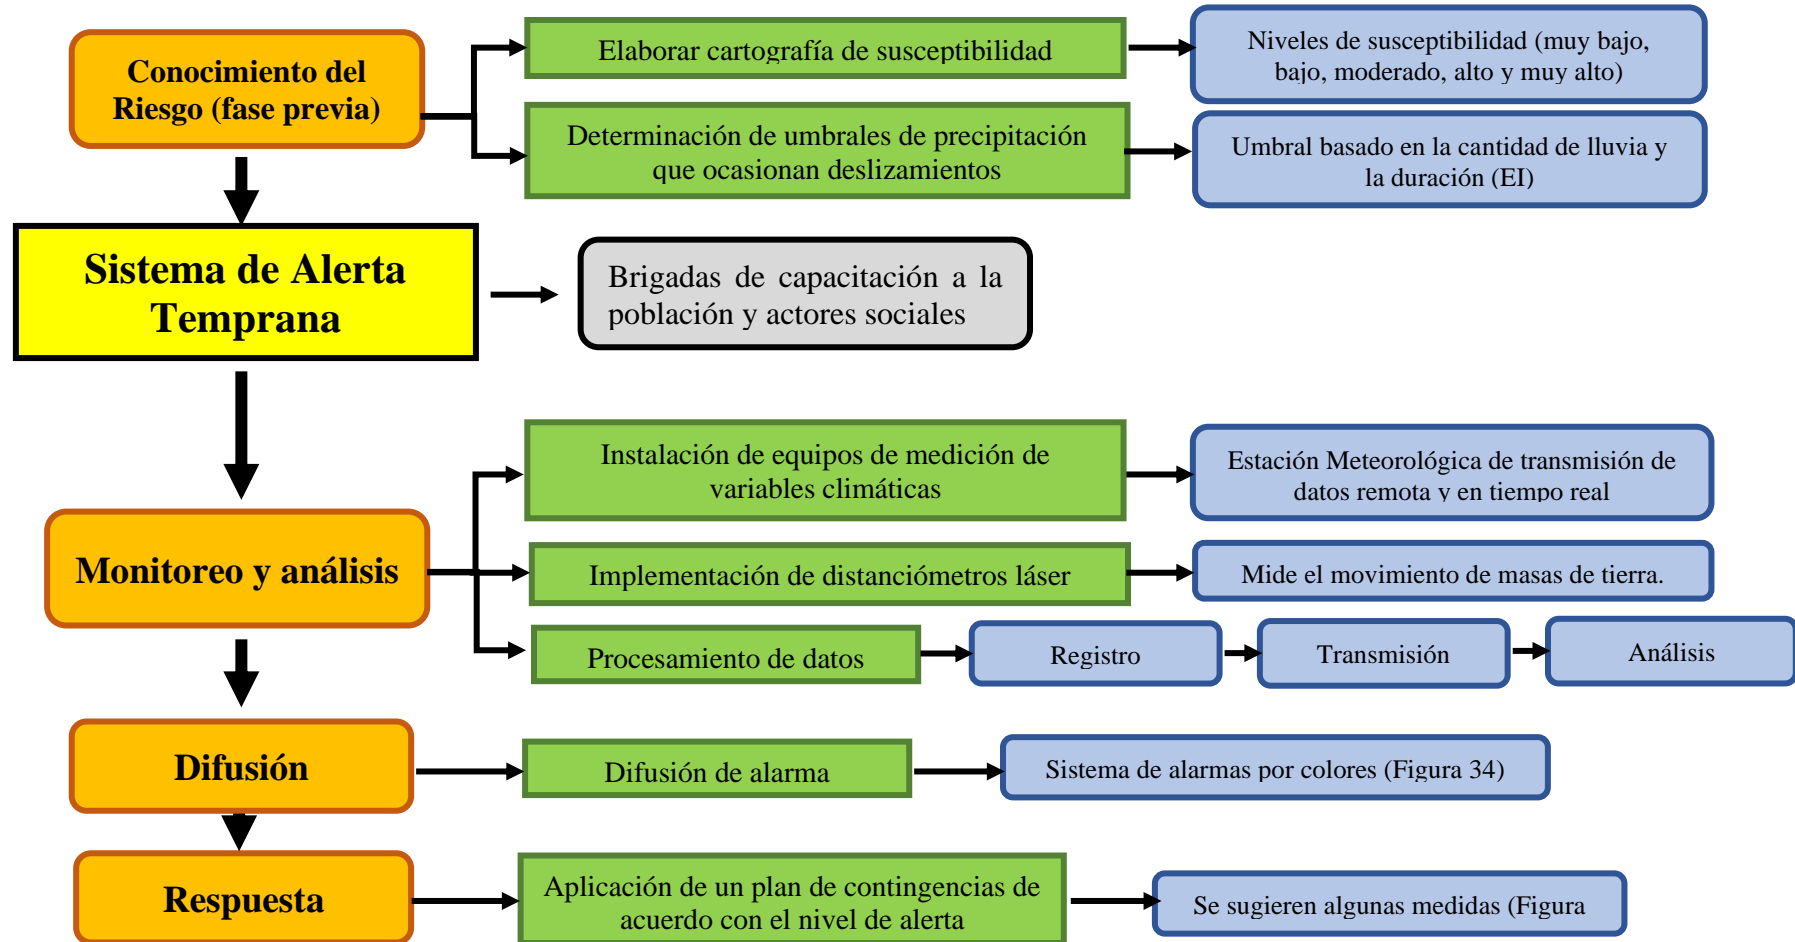 Conocimiento del
Riesgo (fase previa)
Elaborar cartografía de susceptibilidad
Niveles de susceptibilidad (muy bajo,
bajo, moderado, alto y muy alto)
Determinación de umbrales de precipitación
que ocasionan deslizamientos
Umbral basado en la cantidad de lluvia y
la duración (EI)
Sistema de Alerta
Temprana
Brigadas de capacitación a la
población y actores sociales
Monitoreo y análisis
Instalación de equipos de medición de
variables climáticas
Estación Meteorológica de transmisión de
datos remota y en tiempo real
Implementación de distanciómetros láser
Mide el movimiento de masas de tierra.
Procesamiento de datos
Registro
Transmisión
Análisis
Difusión
Difusión de alarma
Sistema de alarmas por colores (Figura 34)
Respuesta
Aplicación de un plan de contingencias de
acuerdo con el nivel de alerta
Se sugieren algunas medidas (Figura